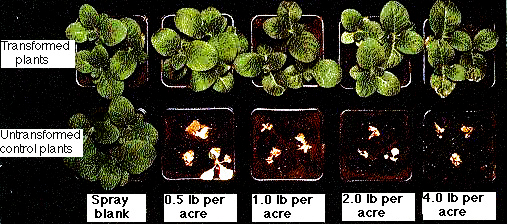 Transformed
plants
Untransformed
control plants
Spray
blank
0.5 lb per
acre
1.0 lb per
acre
2.0 lb per
acre
4.0 lb per
acre